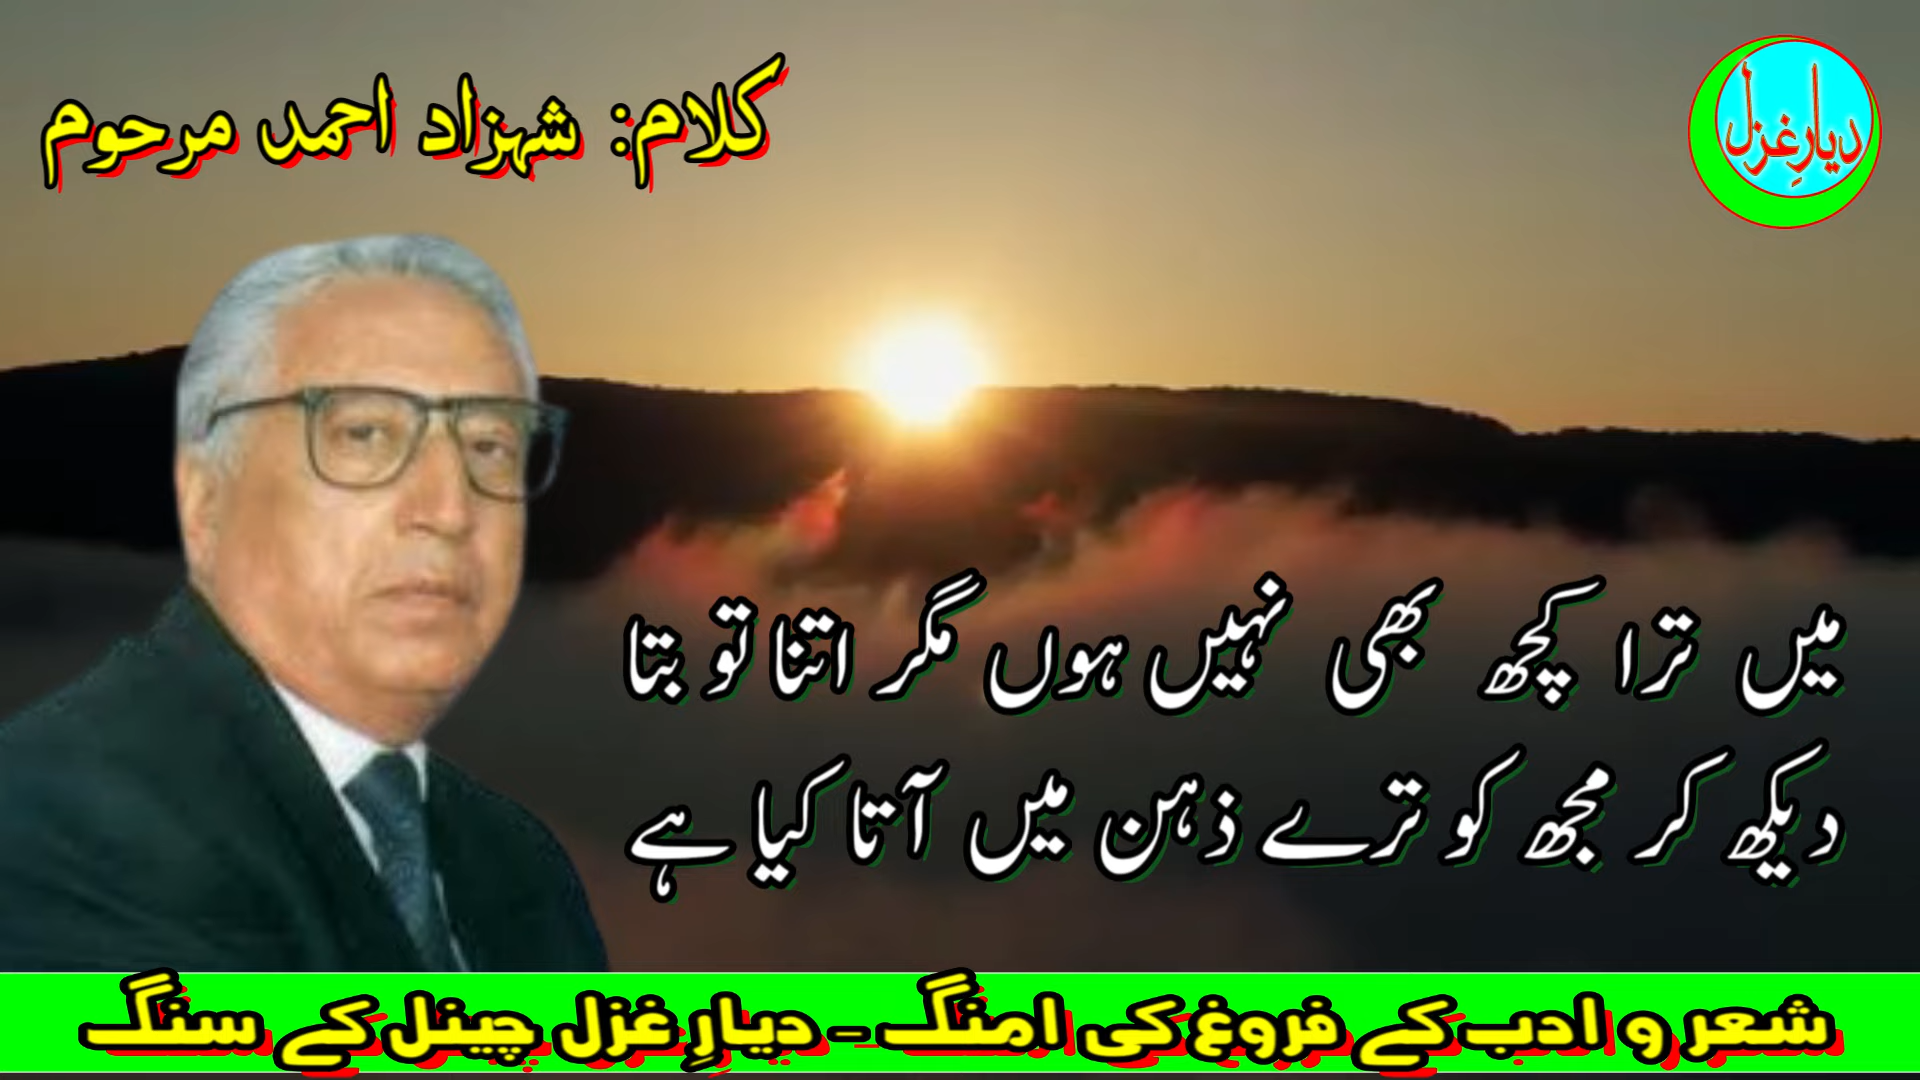 کلام: شہزاد احمد مرحوم
دیارِ غزل
میں ترا کچھ بھی نہیں ہوں مگر اتنا تو بتا
دیکھ کر مجھ کو ترے ذہن میں آتا کیا ہے
شعر و ادب کے فروغ کی امنگ - دیارِ غزل چینل کے سنگ